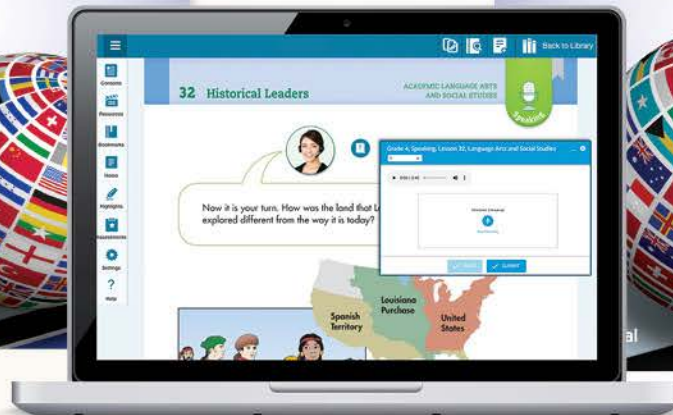 Back to Library
Contents
Resources
Bookmarks
Notes
Highlights
Assessments
Settings
Help
32 Historical Leaders
ACADEMIC LANGUAGE ARTS
AND SOCIAL STUDIES
Speaking
Grade 4, Speaking, Lesson 32, Language Arts and Social Studies
Now it is your turn. How was the land that
explored different from the way it is today?
SUBMIT
Spanish
Territory
Louisiana
Purchase
United
States